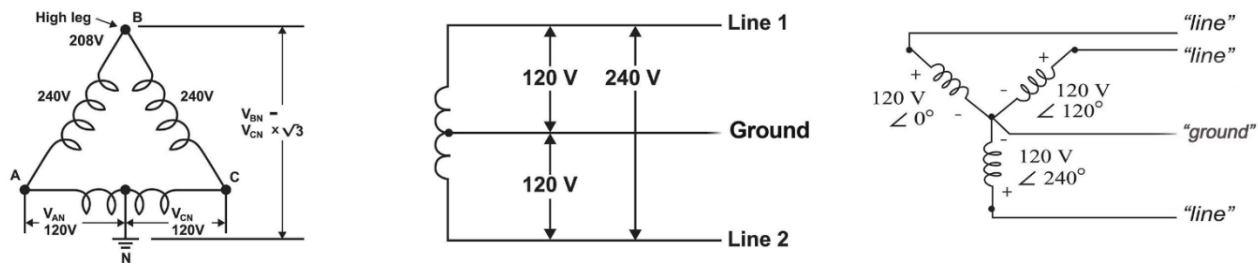 High leg
B
208V
240V
240V
V_BN =
V_CN x √3
A
C
V_AN
120V
V_CN
120V
N
Line 1
120 V
240 V
Ground
120 V
Line 2
"line"
"line"
+
+
120 V
∠ 0°
-
-
120 V
∠ 120°
"ground"
-
120 V
∠ 240°
+
"line"